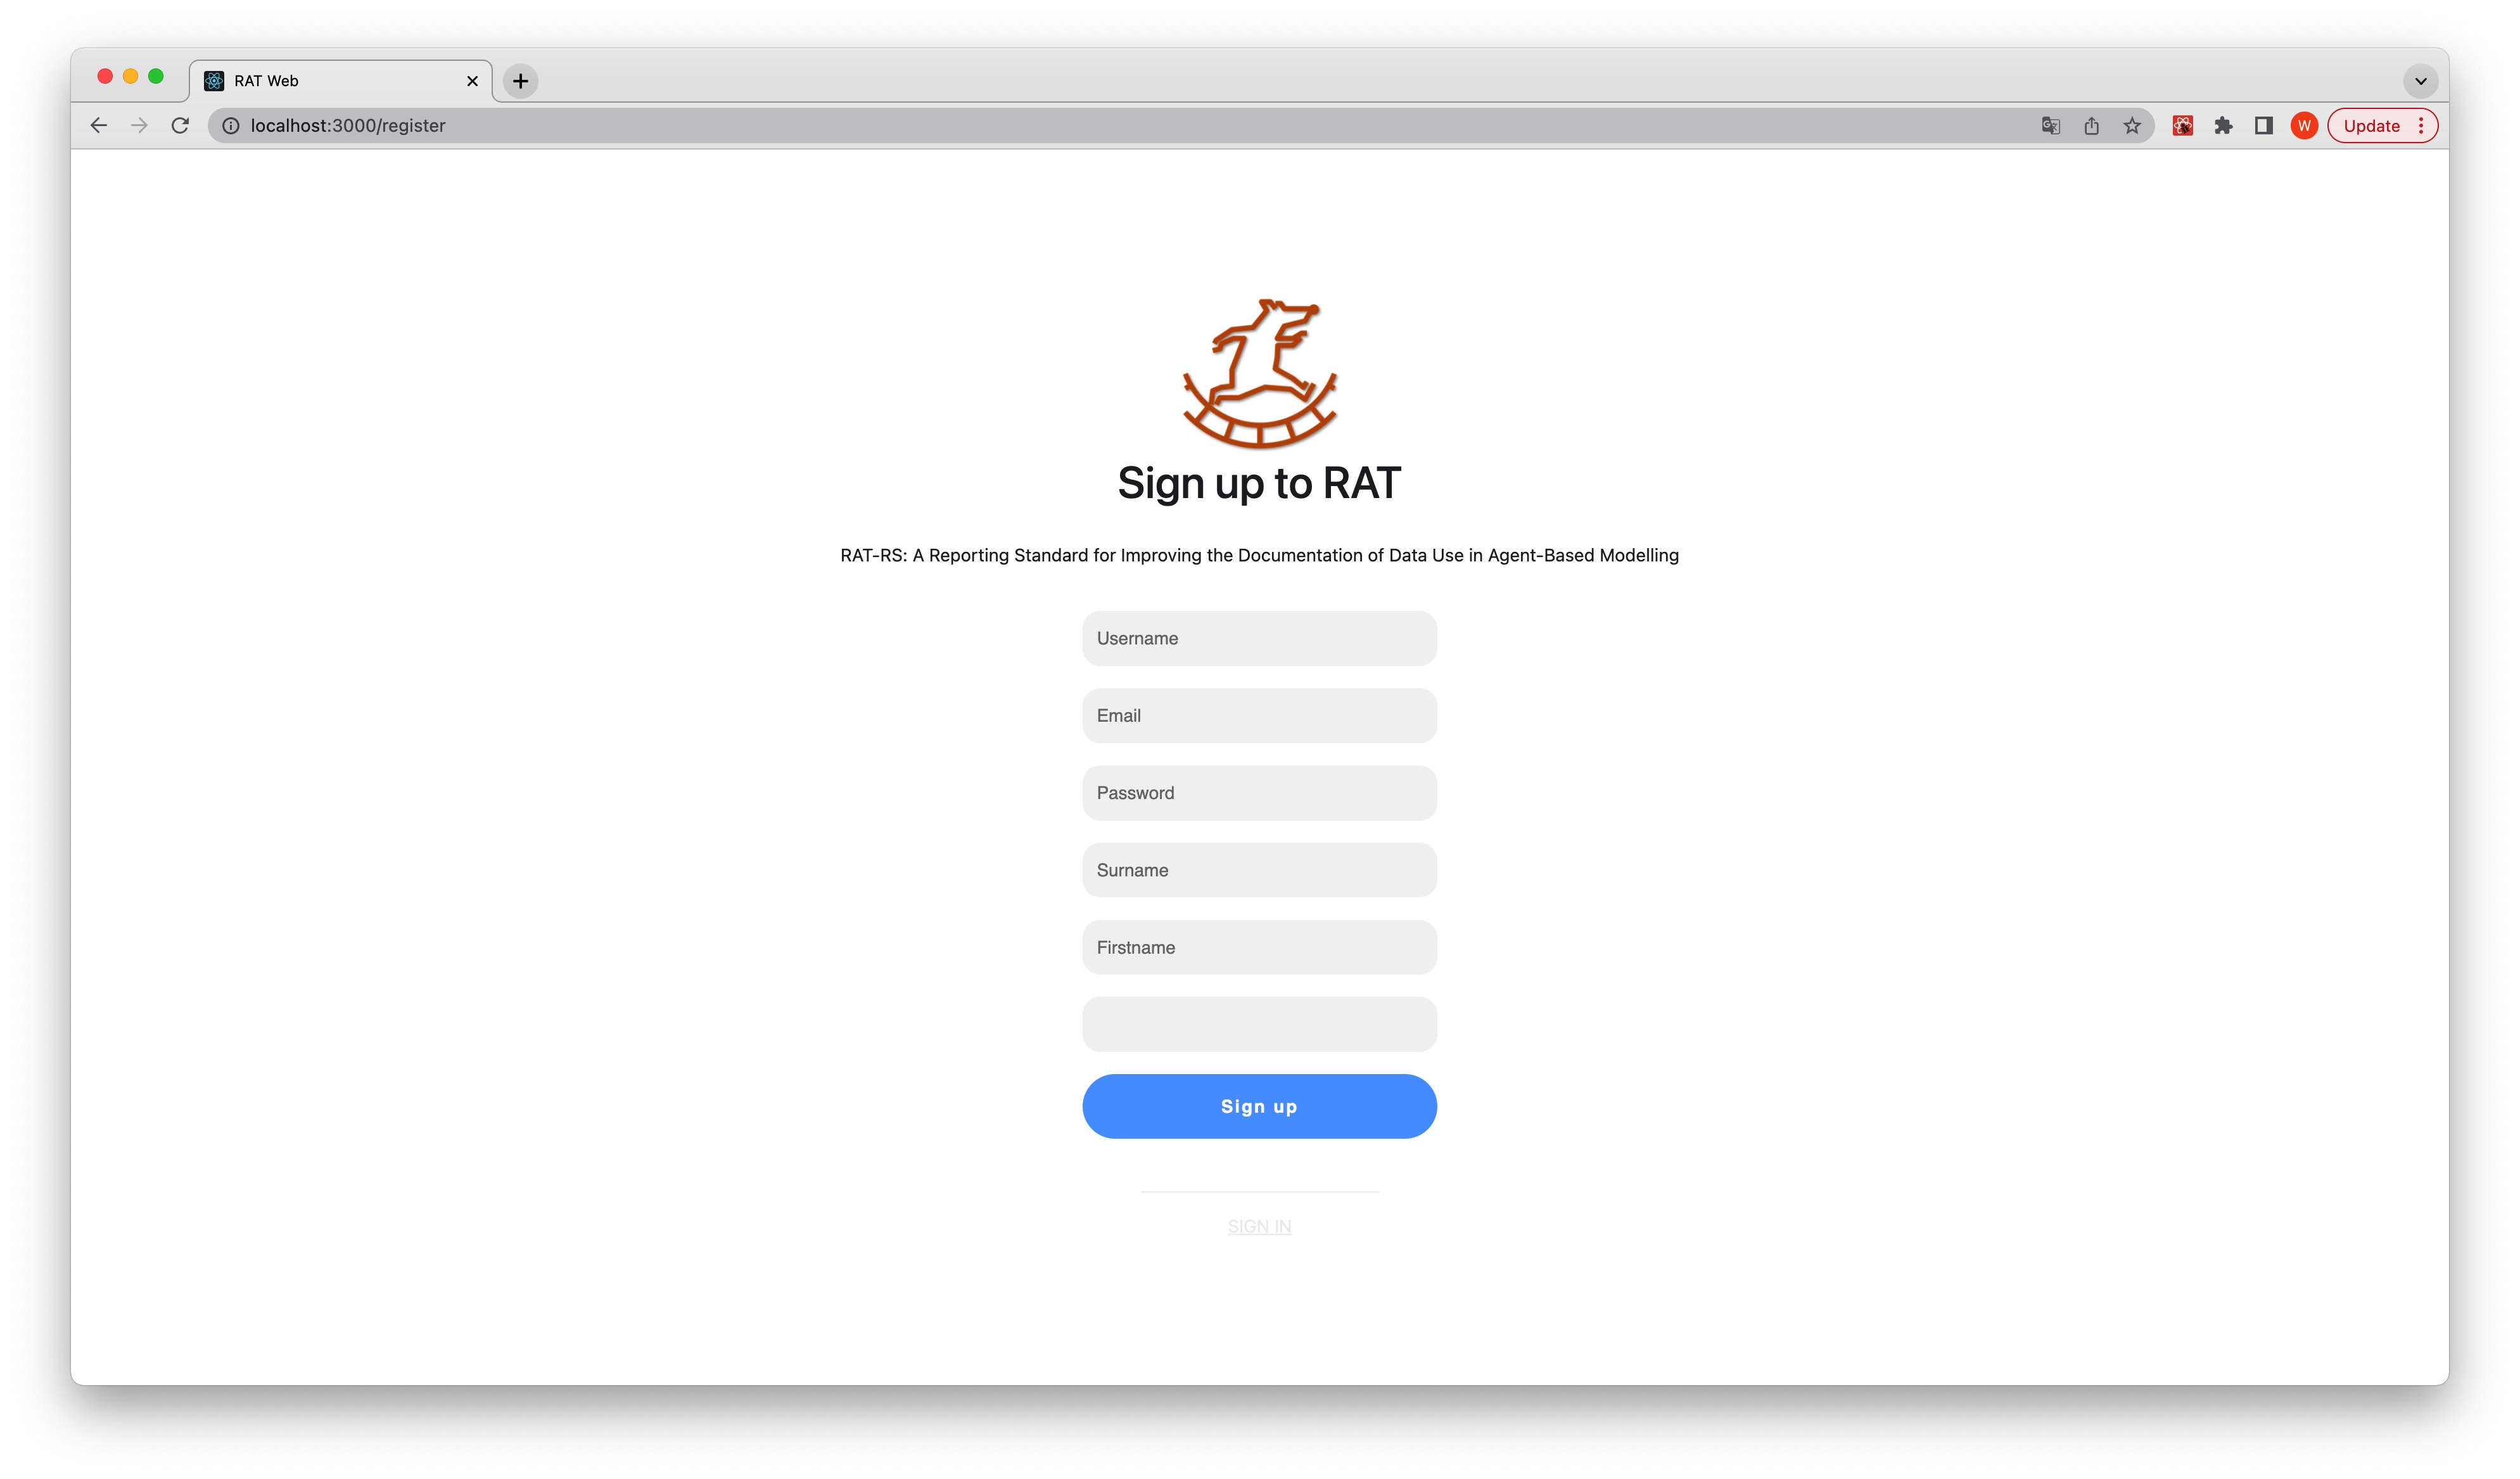 RAT Web
localhost:3000/register
W
Update
Sign up to RAT
RAT-RS: A Reporting Standard for Improving the Documentation of Data Use in Agent-Based Modelling
Username
Email
Password
Surname
Firstname
Sign up
SIGN IN